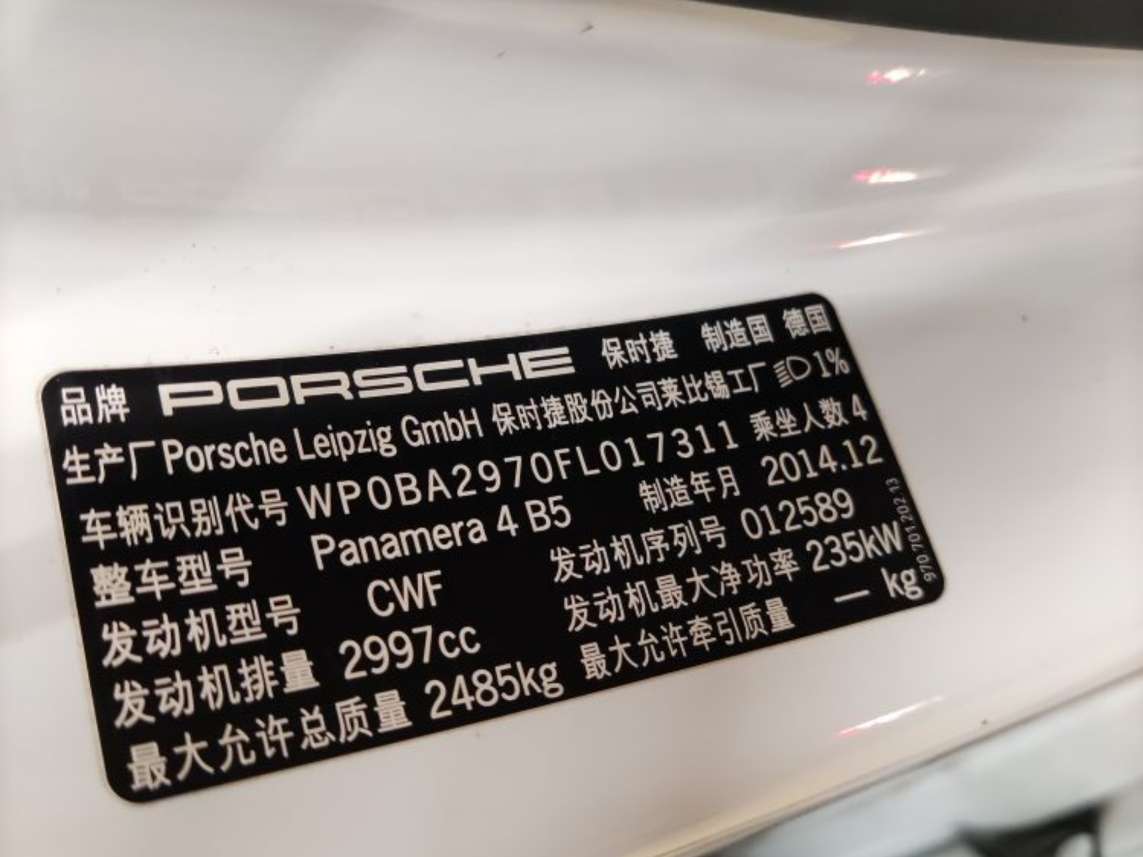 品牌 PORSCHE 保时捷 制造国 德国
生产厂 Porsche Leipzig GmbH 保时捷股份公司莱比锡工厂 1%
车辆识别代号 WP0BA2970FL017311 乘坐人数 4
整车型号 Panamera 4 B5 制造年月 2014.12
发动机型号 CWF 发动机序列号 012589
发动机排量 2997cc 发动机最大净功率 235kW
最大允许总质量 2485kg 最大允许牵引质量 — kg
970 701 202 13